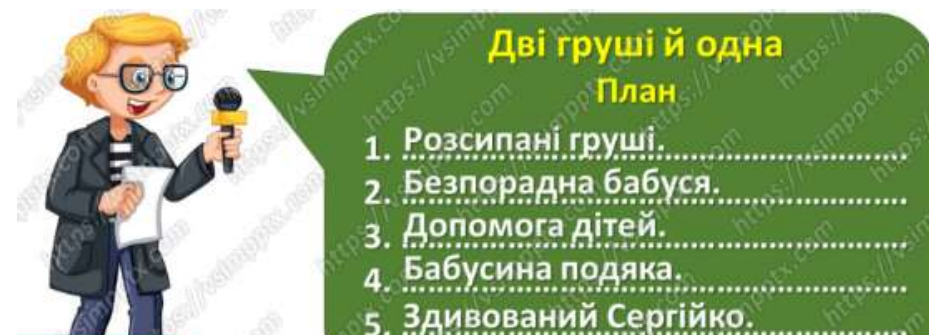 Дві груші й одна
План
1. Розсипані груші.
2. Безпорадна бабуся.
3. Допомога дітей.
4. Бабусина подяка.
5. Здивований Сергійко.